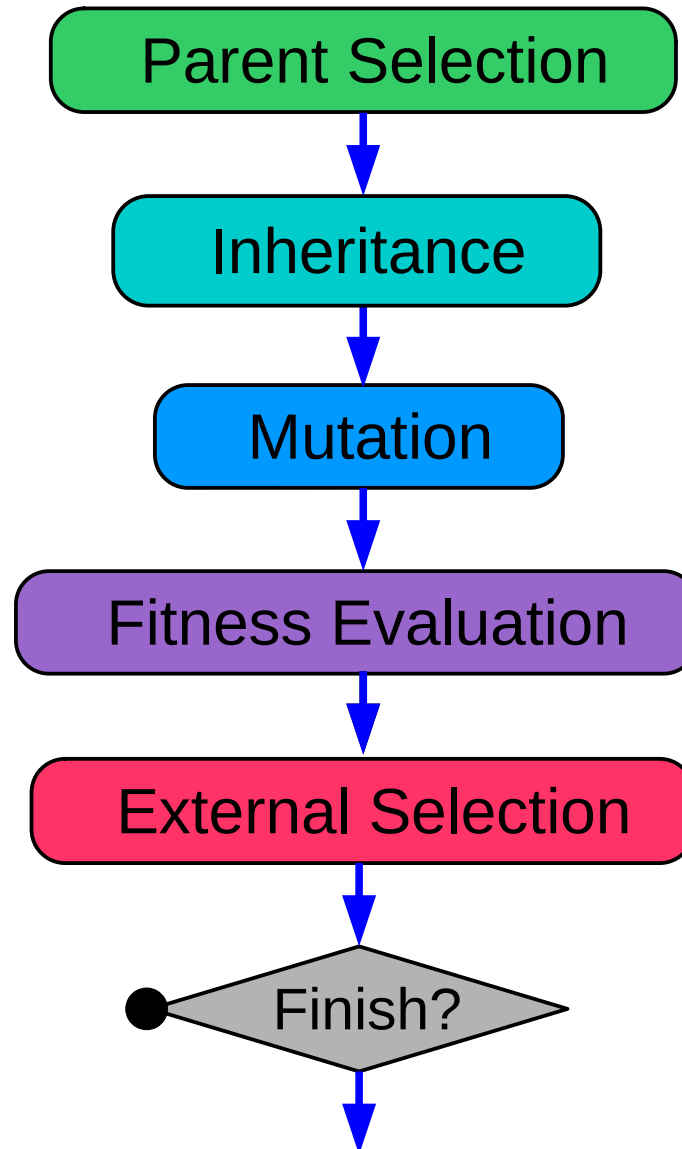 Parent Selection
Inheritance
Mutation
Fitness Evaluation
External Selection
Finish?